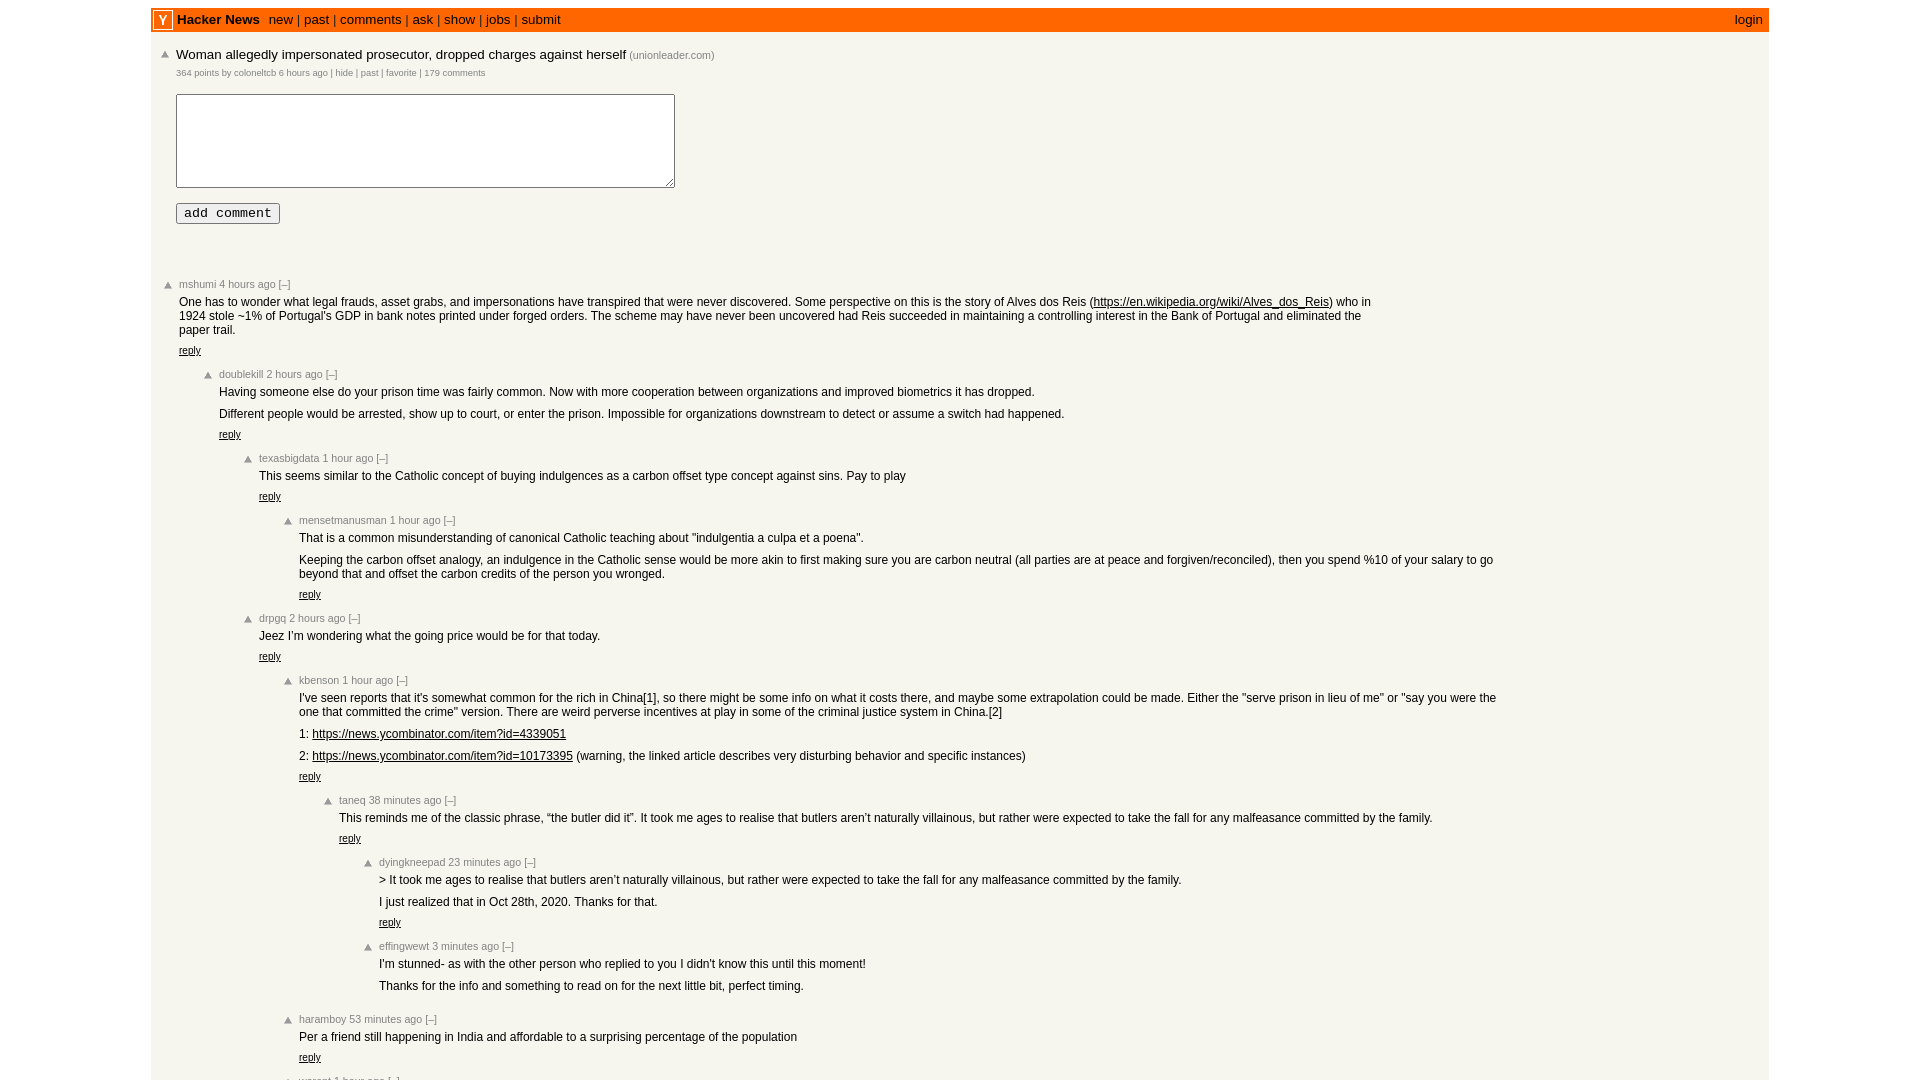 Y Hacker News new | past | comments | ask | show | jobs | submit login
Woman allegedly impersonated prosecutor, dropped charges against herself (unionleader.com)
364 points by coloneltcb 6 hours ago | hide | past | favorite | 179 comments
add comment
mshumi 4 hours ago [–]
One has to wonder what legal frauds, asset grabs, and impersonations have transpired that were never discovered. Some perspective on this is the story of Alves dos Reis (https://en.wikipedia.org/wiki/Alves_dos_Reis) who in
1924 stole ~1% of Portugal's GDP in bank notes printed under forged orders. The scheme may have never been uncovered had Reis succeeded in maintaining a controlling interest in the Bank of Portugal and eliminated the
paper trail.
reply
doublekill 2 hours ago [–]
Having someone else do your prison time was fairly common. Now with more cooperation between organizations and improved biometrics it has dropped.
Different people would be arrested, show up to court, or enter the prison. Impossible for organizations downstream to detect or assume a switch had happened.
reply
texasbigdata 1 hour ago [–]
This seems similar to the Catholic concept of buying indulgences as a carbon offset type concept against sins. Pay to play
reply
mensetmanusman 1 hour ago [–]
That is a common misunderstanding of canonical Catholic teaching about "indulgentia a culpa et a poena".
Keeping the carbon offset analogy, an indulgence in the Catholic sense would be more akin to first making sure you are carbon neutral (all parties are at peace and forgiven/reconciled), then you spend %10 of your salary to go
beyond that and offset the carbon credits of the person you wronged.
reply
drpgq 2 hours ago [–]
Jeez I’m wondering what the going price would be for that today.
reply
kbenson 1 hour ago [–]
I've seen reports that it's somewhat common for the rich in China[1], so there might be some info on what it costs there, and maybe some extrapolation could be made. Either the "serve prison in lieu of me" or "say you were the
one that committed the crime" version. There are weird perverse incentives at play in some of the criminal justice system in China.[2]
1: https://news.ycombinator.com/item?id=4339051
2: https://news.ycombinator.com/item?id=10173395 (warning, the linked article describes very disturbing behavior and specific instances)
reply
taneq 38 minutes ago [–]
This reminds me of the classic phrase, “the butler did it”. It took me ages to realise that butlers aren’t naturally villainous, but rather were expected to take the fall for any malfeasance committed by the family.
reply
dyingkneepad 23 minutes ago [–]
> It took me ages to realise that butlers aren’t naturally villainous, but rather were expected to take the fall for any malfeasance committed by the family.
I just realized that in Oct 28th, 2020. Thanks for that.
reply
effingwewt 3 minutes ago [–]
I'm stunned- as with the other person who replied to you I didn't know this until this moment!
Thanks for the info and something to read on for the next little bit, perfect timing.
haramboy 53 minutes ago [–]
Per a friend still happening in India and affordable to a surprising percentage of the population
reply
1 hour ago [–]